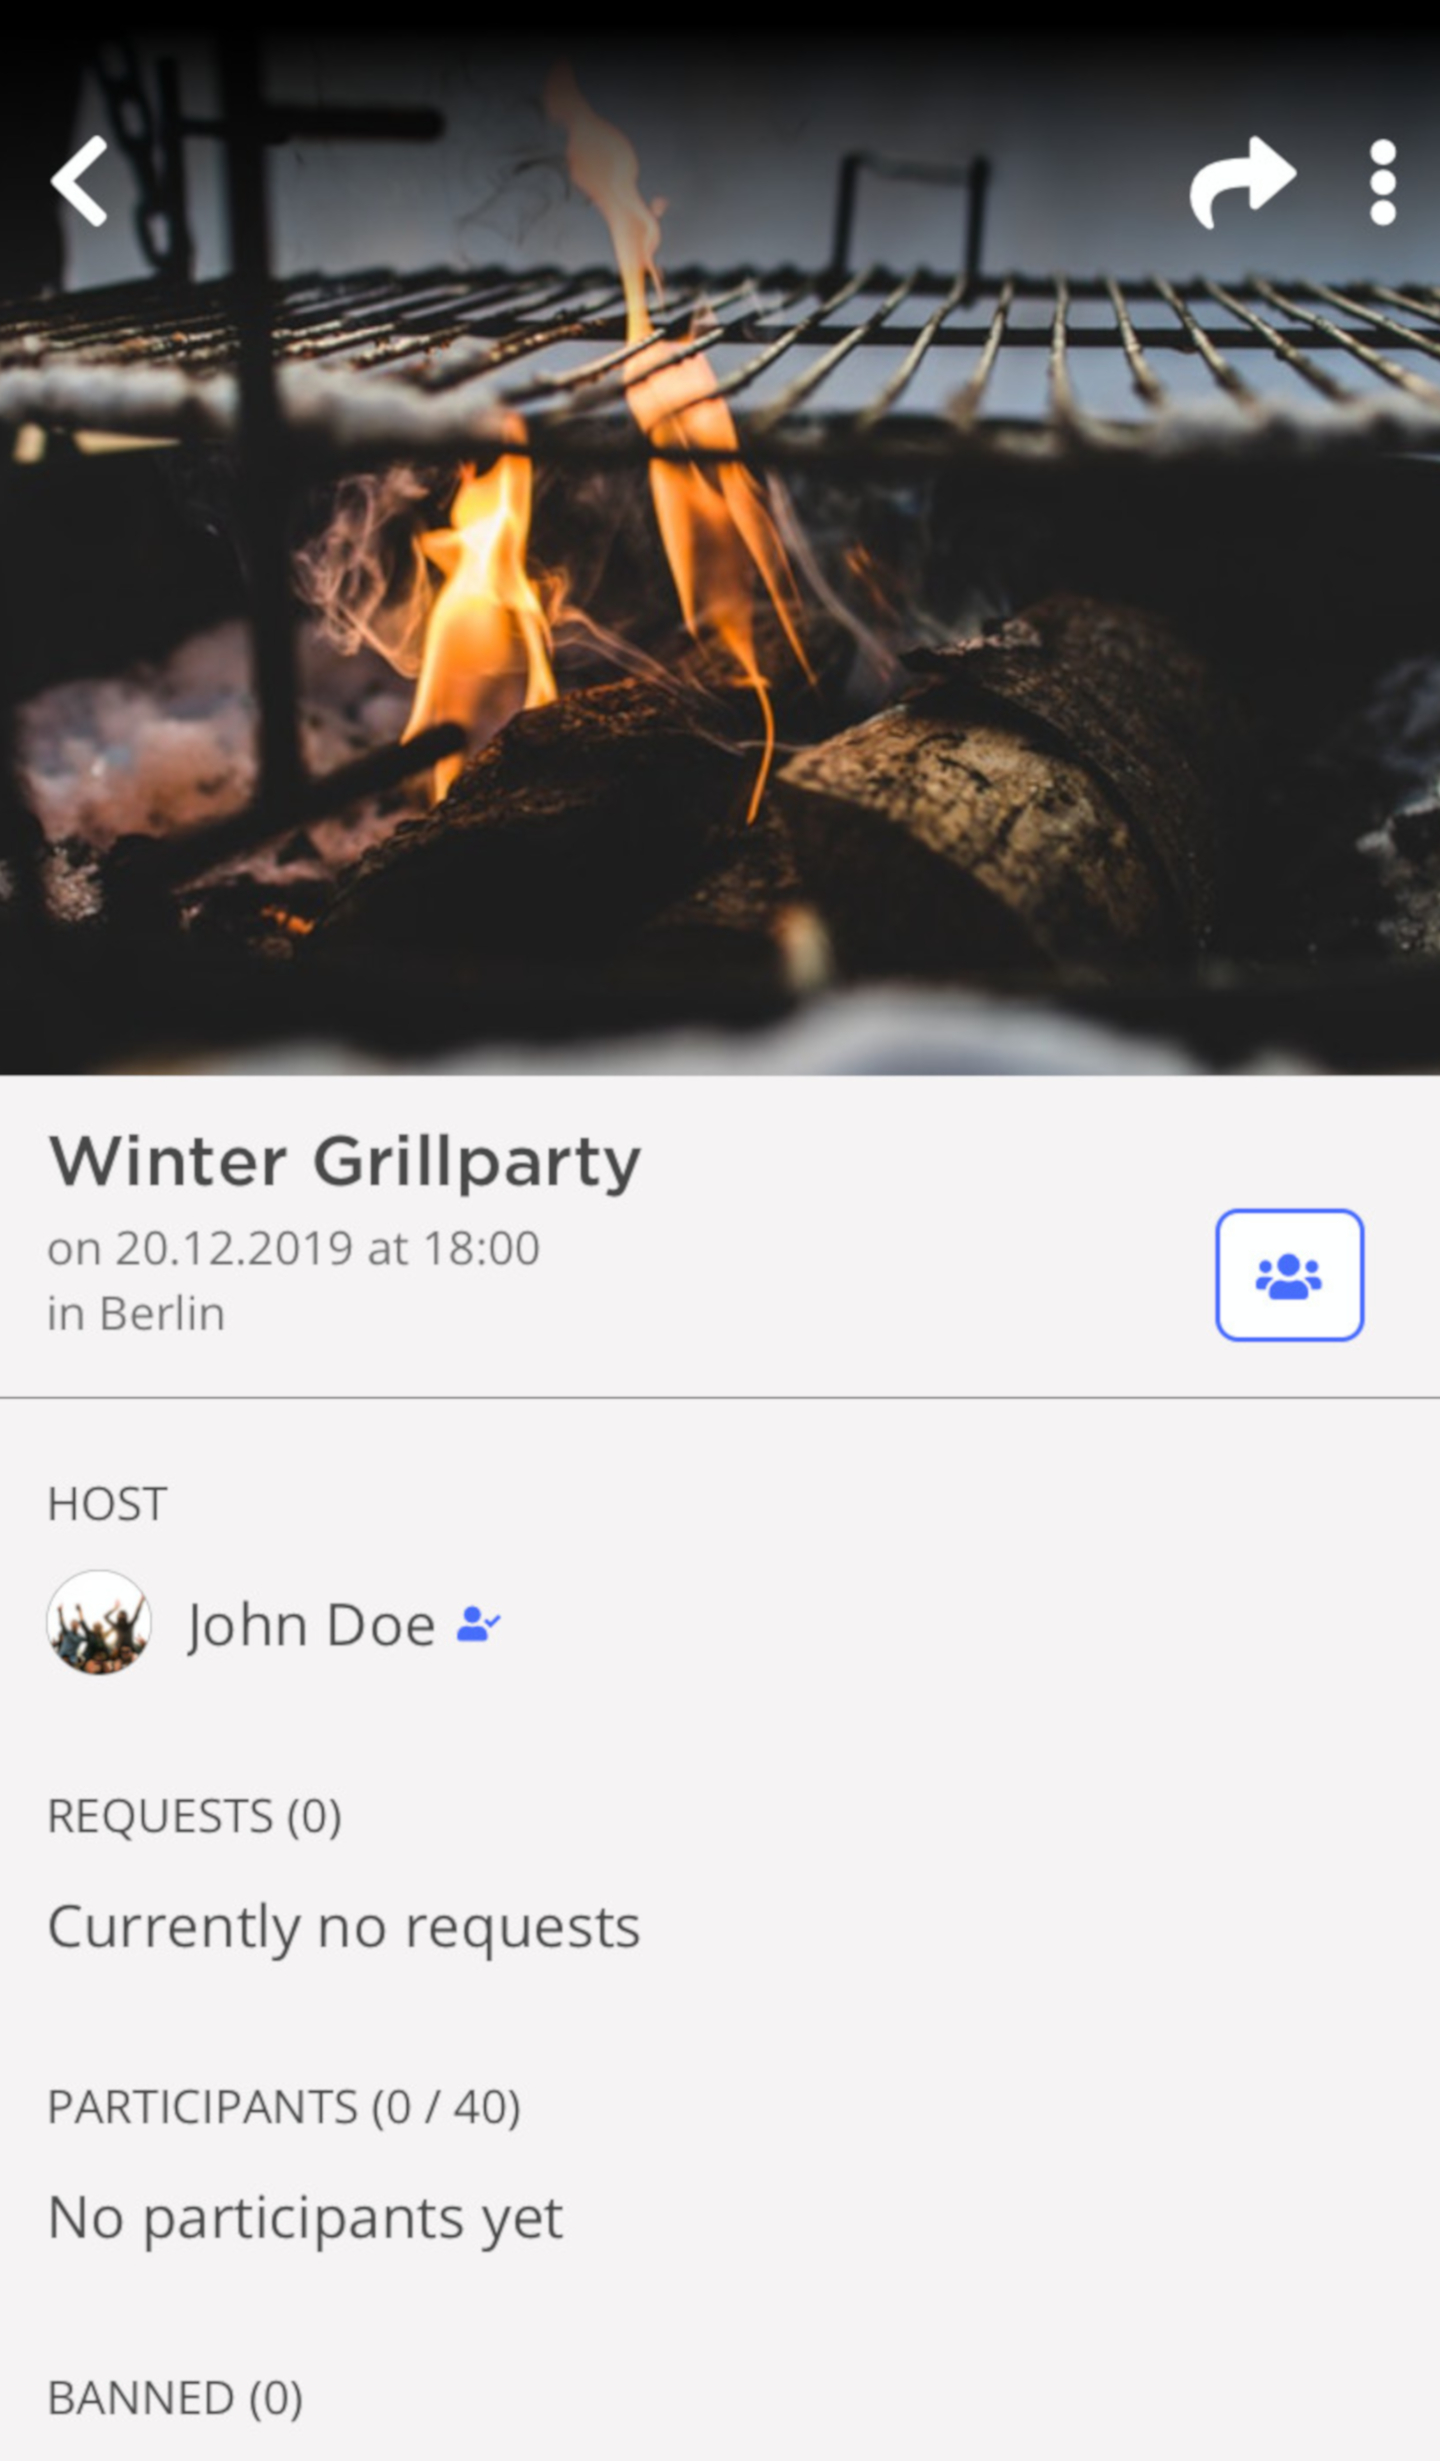 Winter Grillparty
on 20.12.2019 at 18:00
in Berlin
HOST
John Doe
REQUESTS (0)
Currently no requests
PARTICIPANTS (0 / 40)
No participants yet
BANNED (0)